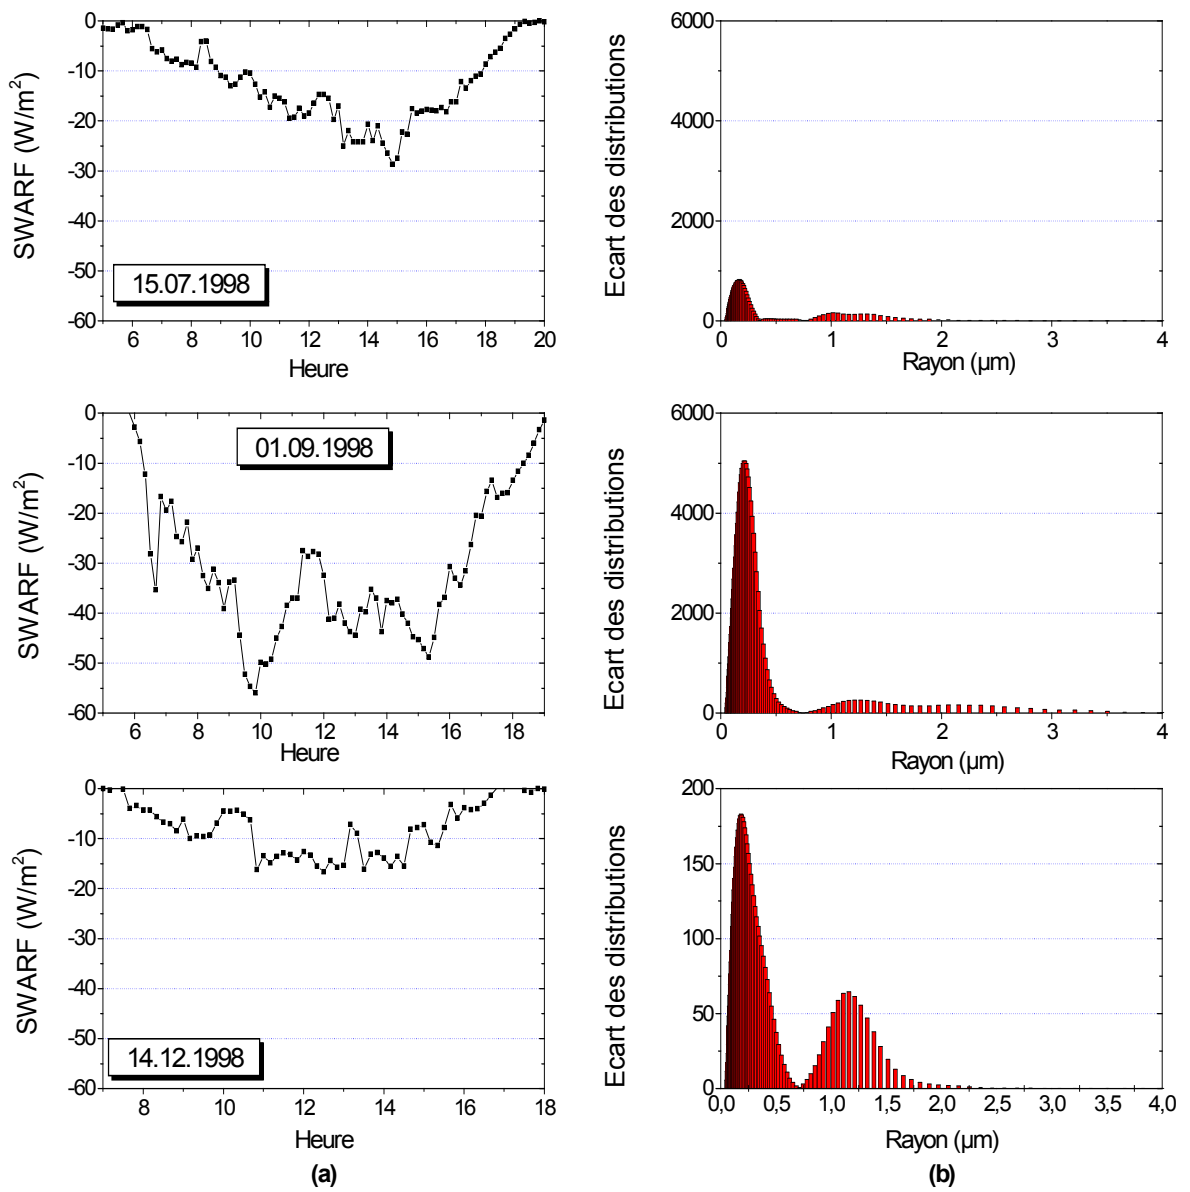 0
-10
-20
-30
-40
-50
-60
SWARF (W/m²)
15.07.1998
6 8 10 12 14 16 18 20
Heure
6000
4000
2000
0
Ecart des distributions
0 1 2 3 4
Rayon (µm)
0
-10
-20
-30
-40
-50
-60
SWARF (W/m²)
01.09.1998
6 8 10 12 14 16 18
Heure
6000
4000
2000
0
Ecart des distributions
0 1 2 3 4
Rayon (µm)
0
-10
-20
-30
-40
-50
-60
SWARF (W/m²)
14.12.1998
8 10 12 14 16 18
Heure
(a)
200
150
100
50
0
Ecart des distributions
0,0 0,5 1,0 1,5 2,0 2,5 3,0 3,5 4,0
Rayon (µm)
(b)